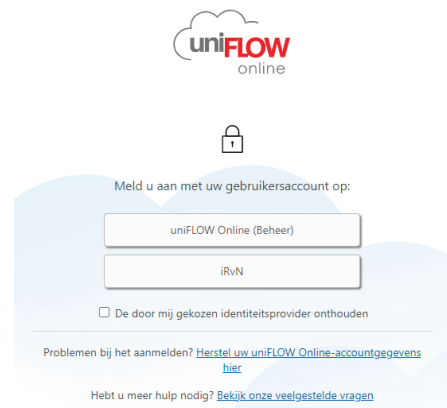 uniFLOW
online
Meld u aan met uw gebruikersaccount op:
uniFLOW Online (Beheer)
iRvN
De door mij gekozen identiteitsprovider onthouden
Problemen bij het aanmelden? Herstel uw uniFLOW Online-accountgegevens
hier
Hebt u meer hulp nodig? Bekijk onze veelgestelde vragen